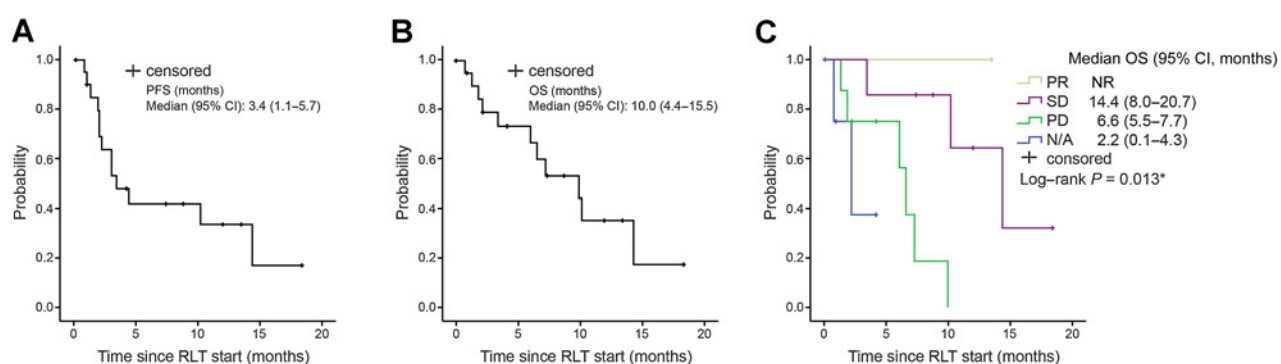 A
+ censored
PFS (months)
Median (95% CI): 3.4 (1.1–5.7)
Probability
1.0
0.8
0.6
0.4
0.2
0.0
0
5
10
15
20
Time since RLT start (months)
B
+ censored
OS (months)
Median (95% CI): 10.0 (4.4–15.5)
Probability
1.0
0.8
0.6
0.4
0.2
0.0
0
5
10
15
20
Time since RLT start (months)
C
Median OS (95% CI, months)
PR NR
SD 14.4 (8.0–20.7)
PD 6.6 (5.5–7.7)
N/A 2.2 (0.1–4.3)
+ censored
Log–rank P = 0.013*
Probability
1.0
0.8
0.6
0.4
0.2
0.0
0
5
10
15
20
Time since RLT start (months)